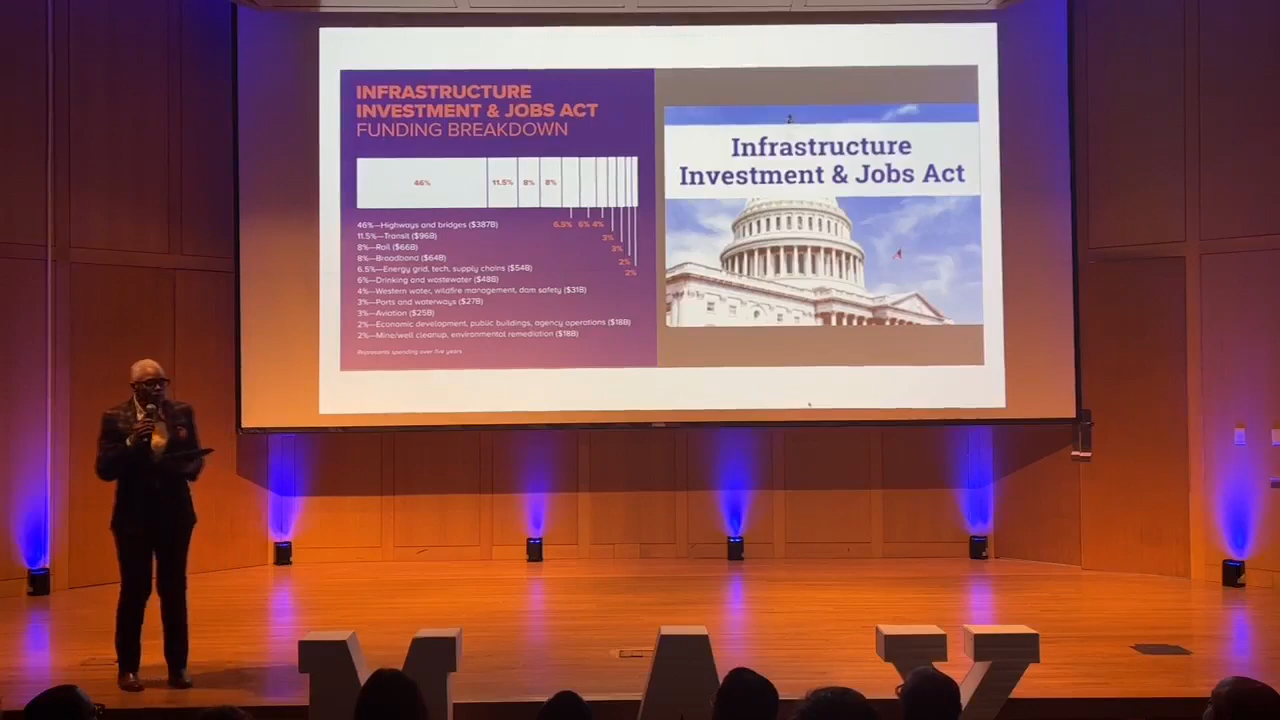 INFRASTRUCTURE
INVESTMENT & JOBS ACT
FUNDING BREAKDOWN
46%
11.5%
8%
8%
6.5%
6%
4%
3%
3%
2%
2%
46%—Highways and bridges ($387B)
11.5%—Transit ($96B)
8%—Rail ($66B)
8%—Broadband ($64B)
6.5%—Energy grid, tech, supply chains ($54B)
6%—Drinking and wastewater ($48B)
4%—Western water, wildfire management, dam safety ($31B)
3%—Ports and waterways ($27B)
3%—Aviation ($25B)
2%—Economic development, public buildings, agency operations ($18B)
2%—Mine/well cleanup, environmental remediation ($18B)
Represents spending over five years
Infrastructure
Investment & Jobs Act